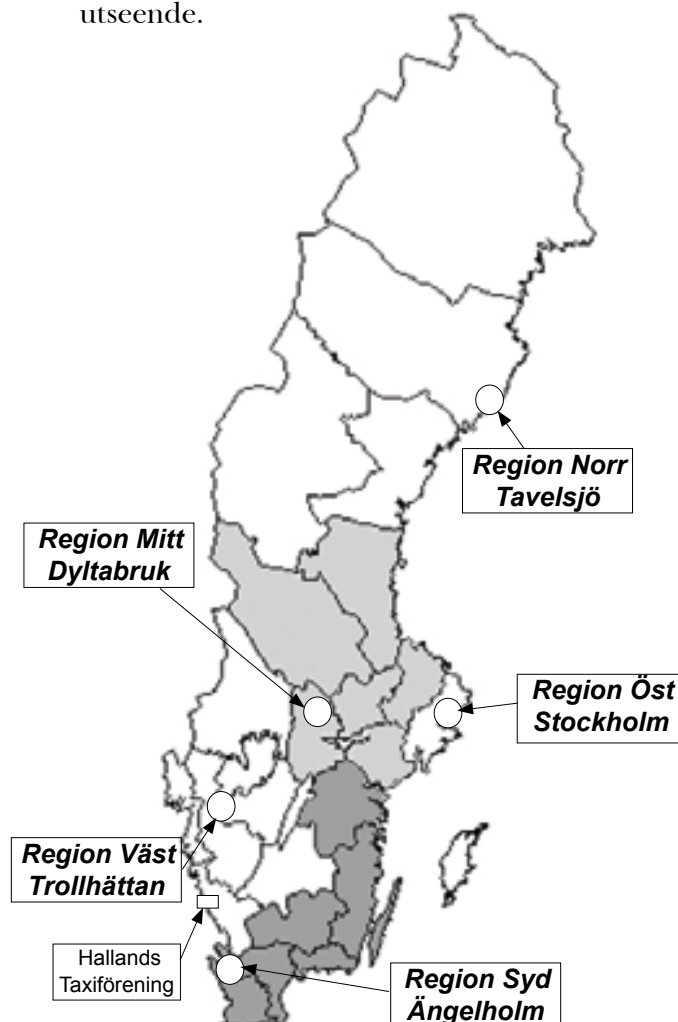 utseende.
Region Norr
Tavelsjö
Region Mitt
Dyltabruk
Region Öst
Stockholm
Region Väst
Trollhättan
Hallands
Taxiförening
Region Syd
Ängelholm